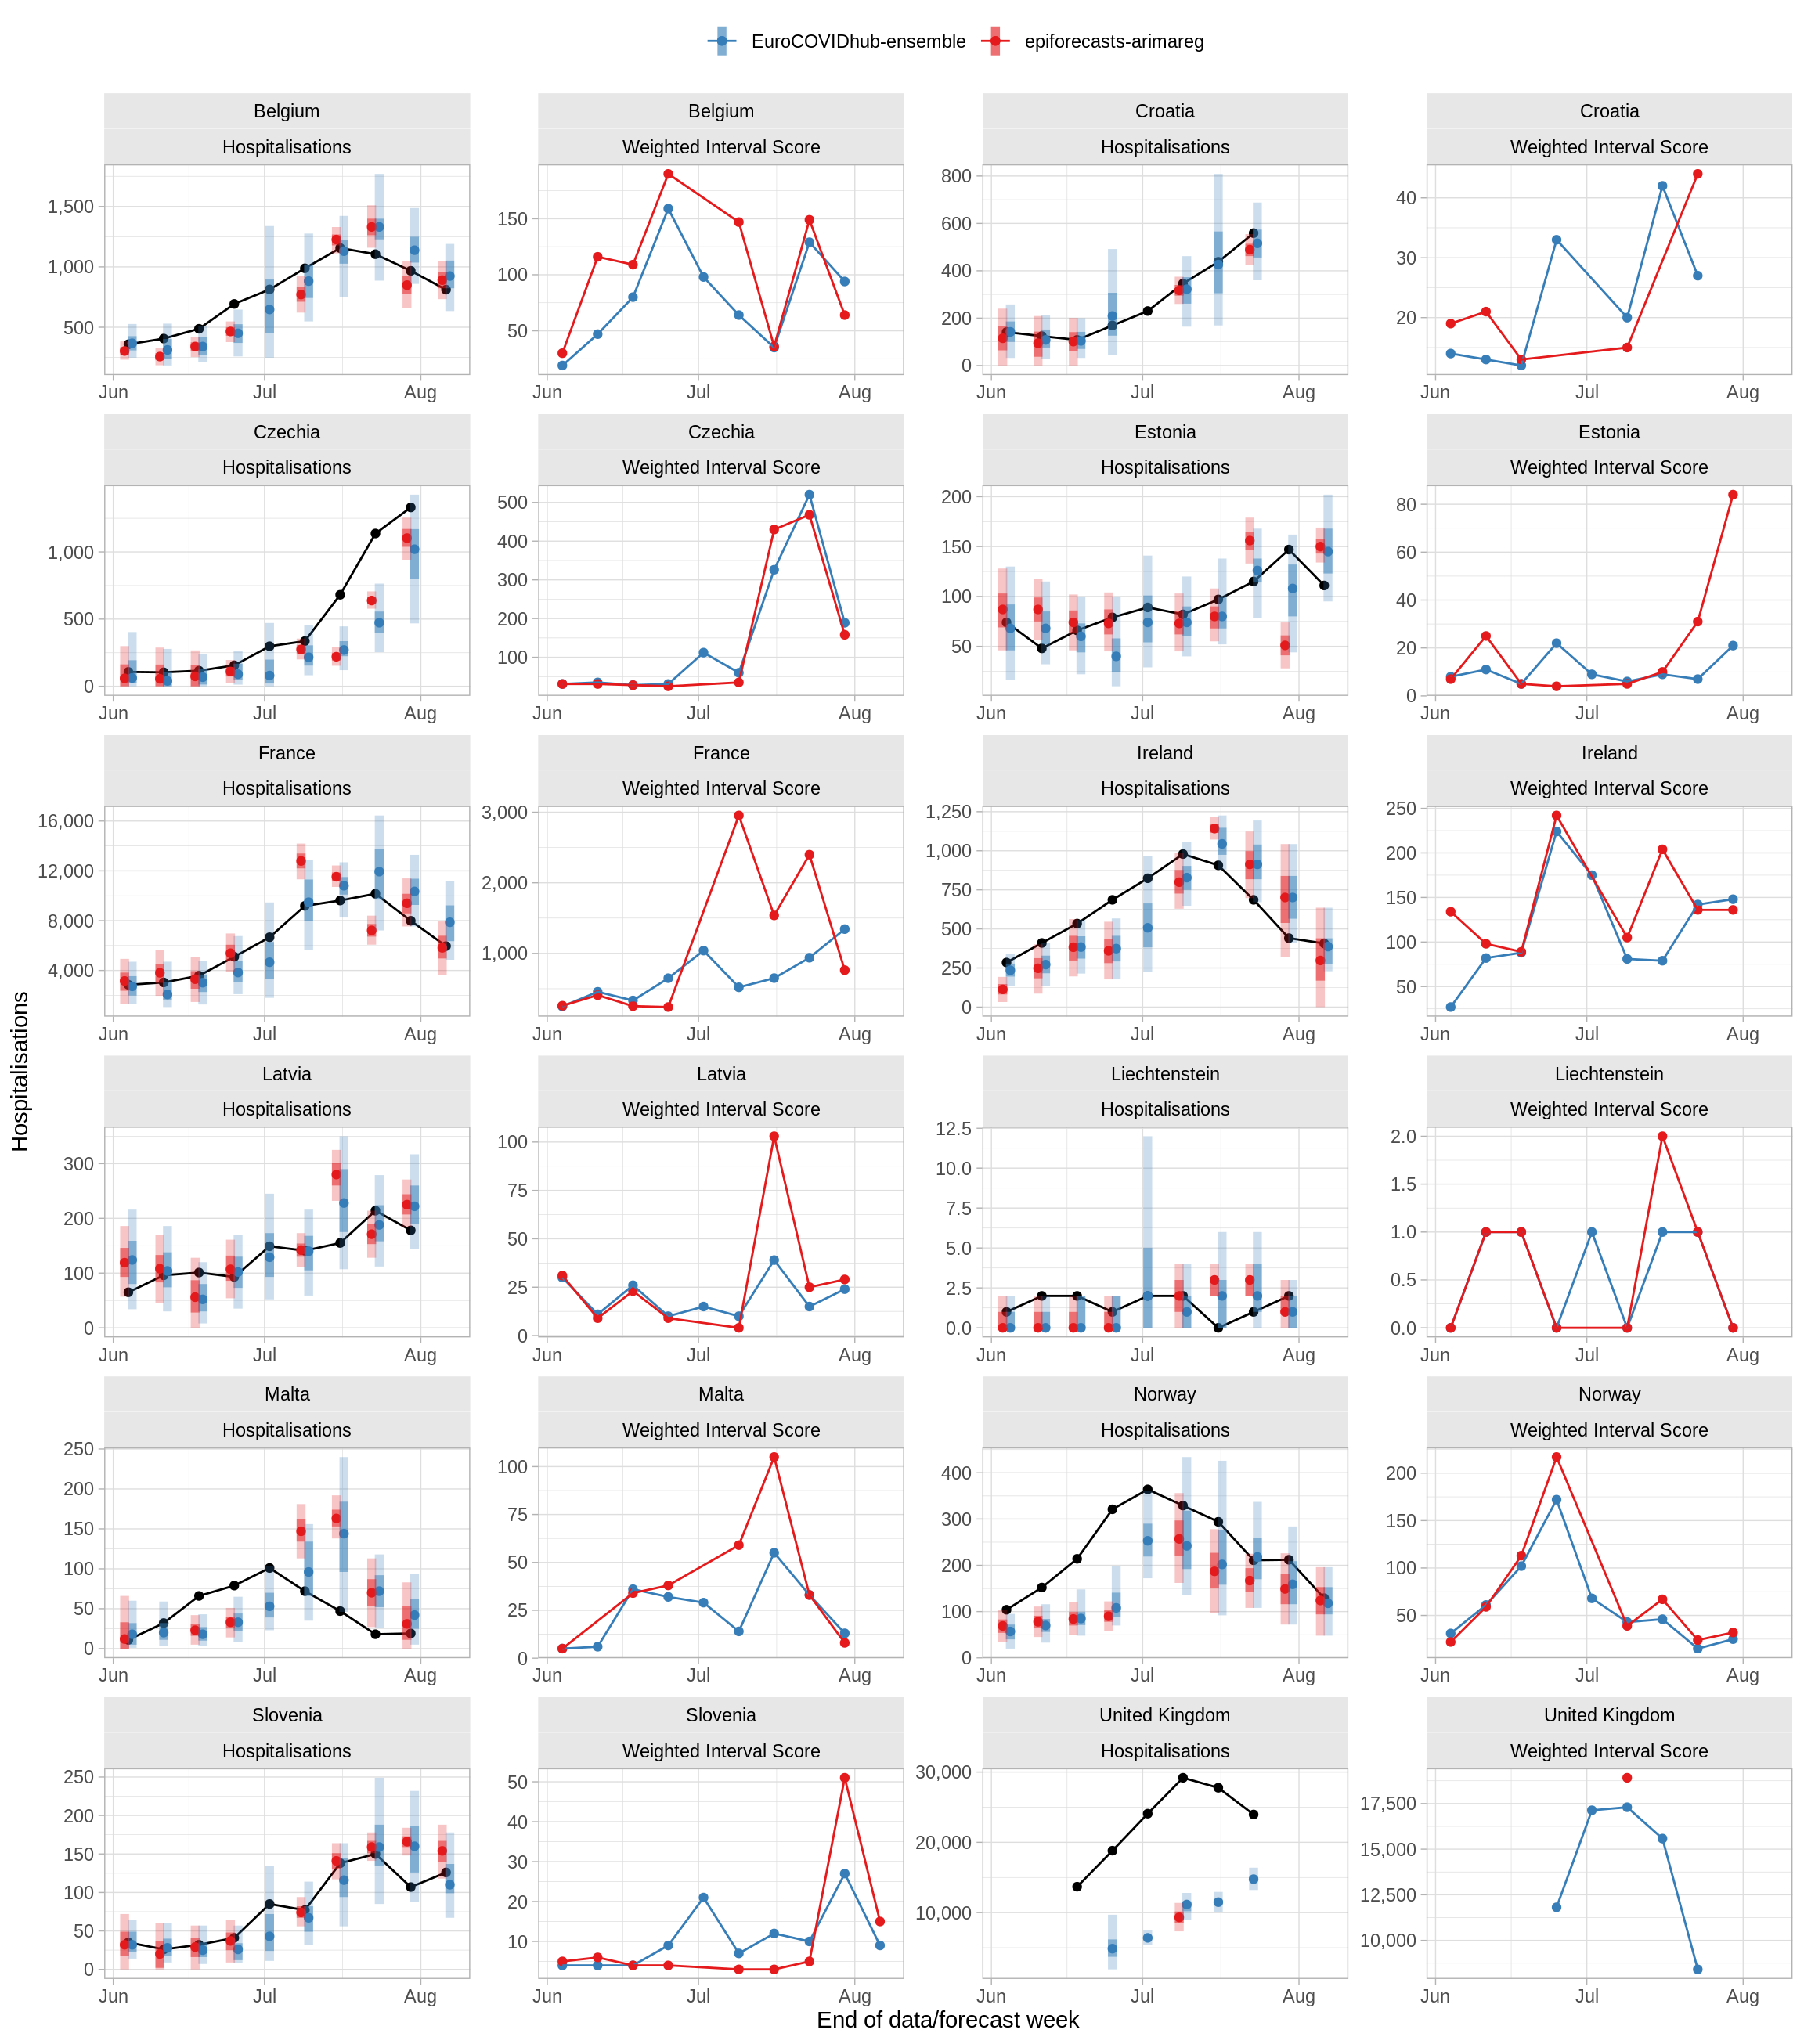 EuroCOVIDhub-ensemble epiforecasts-arimareg
Belgium Belgium Croatia Croatia
Hospitalisations Weighted Interval Score Hospitalisations Weighted Interval Score
1,500
1,000
500
Jun Jul Aug
150
100
50
Jun Jul Aug
800
600
400
200
0
Jun Jul Aug
40
30
20
Jun Jul Aug
Czechia Czechia Estonia Estonia
Hospitalisations Weighted Interval Score Hospitalisations Weighted Interval Score
1,000
500
0
Jun Jul Aug
500
400
300
200
100
Jun Jul Aug
200
150
100
50
Jun Jul Aug
80
60
40
20
0
Jun Jul Aug
France France Ireland Ireland
Hospitalisations Weighted Interval Score Hospitalisations Weighted Interval Score
16,000
12,000
8,000
4,000
Jun Jul Aug
3,000
2,000
1,000
Jun Jul Aug
1,250
1,000
750
500
250
0
Jun Jul Aug
250
200
150
100
50
Jun Jul Aug
Hospitalisations
Latvia Latvia Liechtenstein Liechtenstein
Hospitalisations Weighted Interval Score Hospitalisations Weighted Interval Score
300
200
100
0
Jun Jul Aug
100
75
50
25
0
Jun Jul Aug
12.5
10.0
7.5
5.0
2.5
0.0
Jun Jul Aug
2.0
1.5
1.0
0.5
0.0
Jun Jul Aug
Malta Malta Norway Norway
Hospitalisations Weighted Interval Score Hospitalisations Weighted Interval Score
250
200
150
100
50
0
Jun Jul Aug
100
75
50
25
0
Jun Jul Aug
400
300
200
100
0
Jun Jul Aug
200
150
100
50
Jun Jul Aug
Slovenia Slovenia United Kingdom United Kingdom
Hospitalisations Weighted Interval Score Hospitalisations Weighted Interval Score
250
200
150
100
50
0
Jun Jul Aug
50
40
30
20
10
Jun Jul Aug
30,000
20,000
10,000
Jun Jul Aug
17,500
15,000
12,500
10,000
Jun Jul Aug
End of data/forecast week